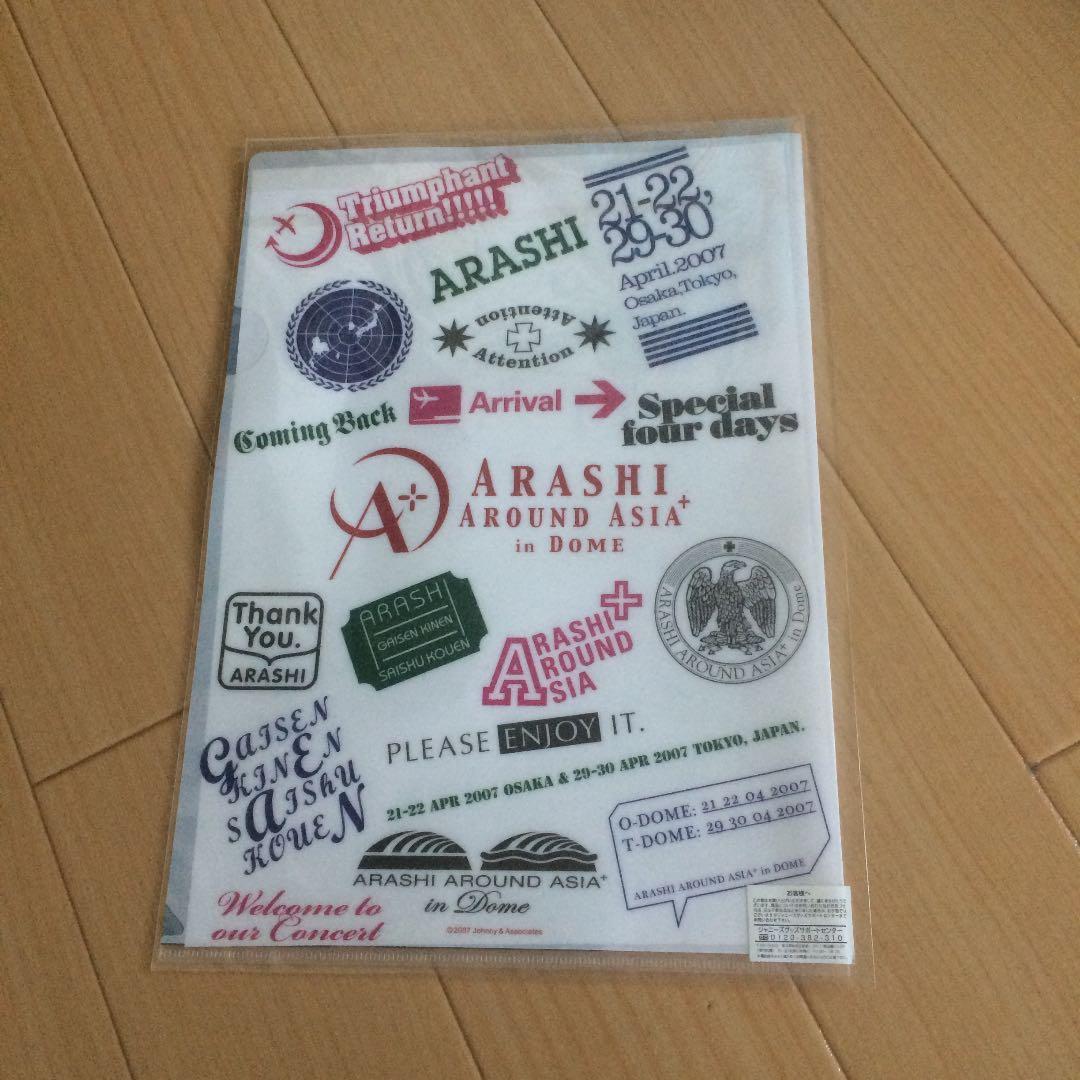 Triumphant
Return!!!!!
ARASHI
21-22,
29-30
April.2007
Osaka,Tokyo,
Japan.
Attention
Attention
Coming Back
Arrival
Special
four days
A+
ARASHI
AROUND ASIA+
in DOME
Thank
You.
ARASHI
ARASHI
GAISEN KINEN
SAISHU KOUEN
ARASHI+
AROUND
ASIA
ARASHI AROUND ASIA+ in Dome
GAISEN
KINEN
SAIShU
KOUEN
PLEASE ENJOY IT.
21-22 APR 2007 OSAKA & 29-30 APR 2007 TOKYO, JAPAN.
O-DOME: 21 22 04 2007
T-DOME: 29 30 04 2007
ARASHI AROUND ASIA+ in DOME
ARASHI AROUND ASIA+
in Dome
Welcome to
our Concert
©2007 Johnny & Associates
お客様へ
ジャニーズグッズサポートセンター
0120-382-310